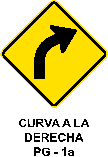 CURVA A LA
DERECHA
PG - 1a